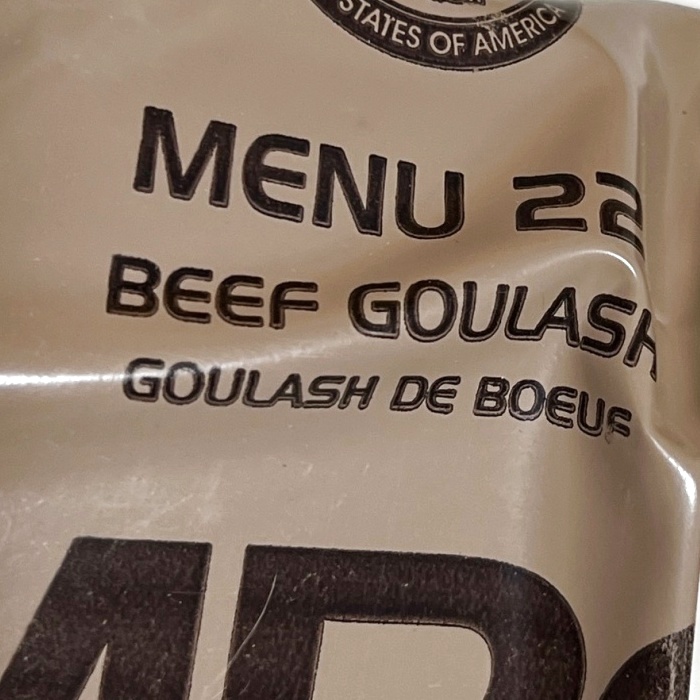 STATES OF AMERICA
MENU 22
BEEF GOULASH
GOULASH DE BOEUF